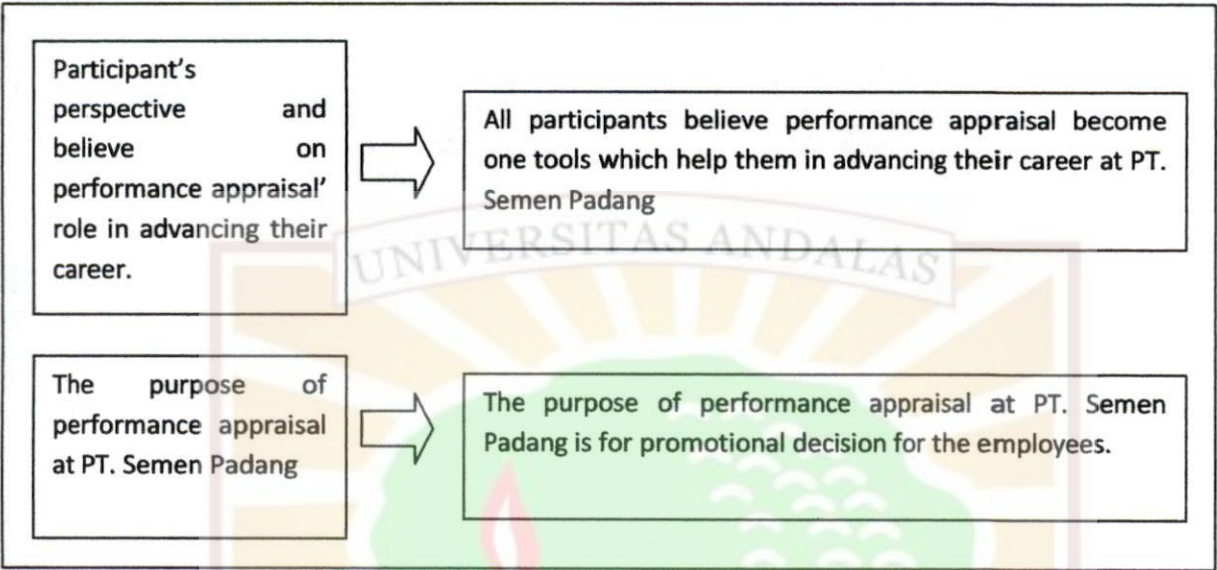 Participant's
perspective and
believe on
performance appraisal'
role in advancing their
career.
All participants believe performance appraisal become
one tools which help them in advancing their career at PT.
Semen Padang
UNIVERSITAS ANDALAS
The purpose of
performance appraisal
at PT. Semen Padang
The purpose of performance appraisal at PT. Semen
Padang is for promotional decision for the employees.